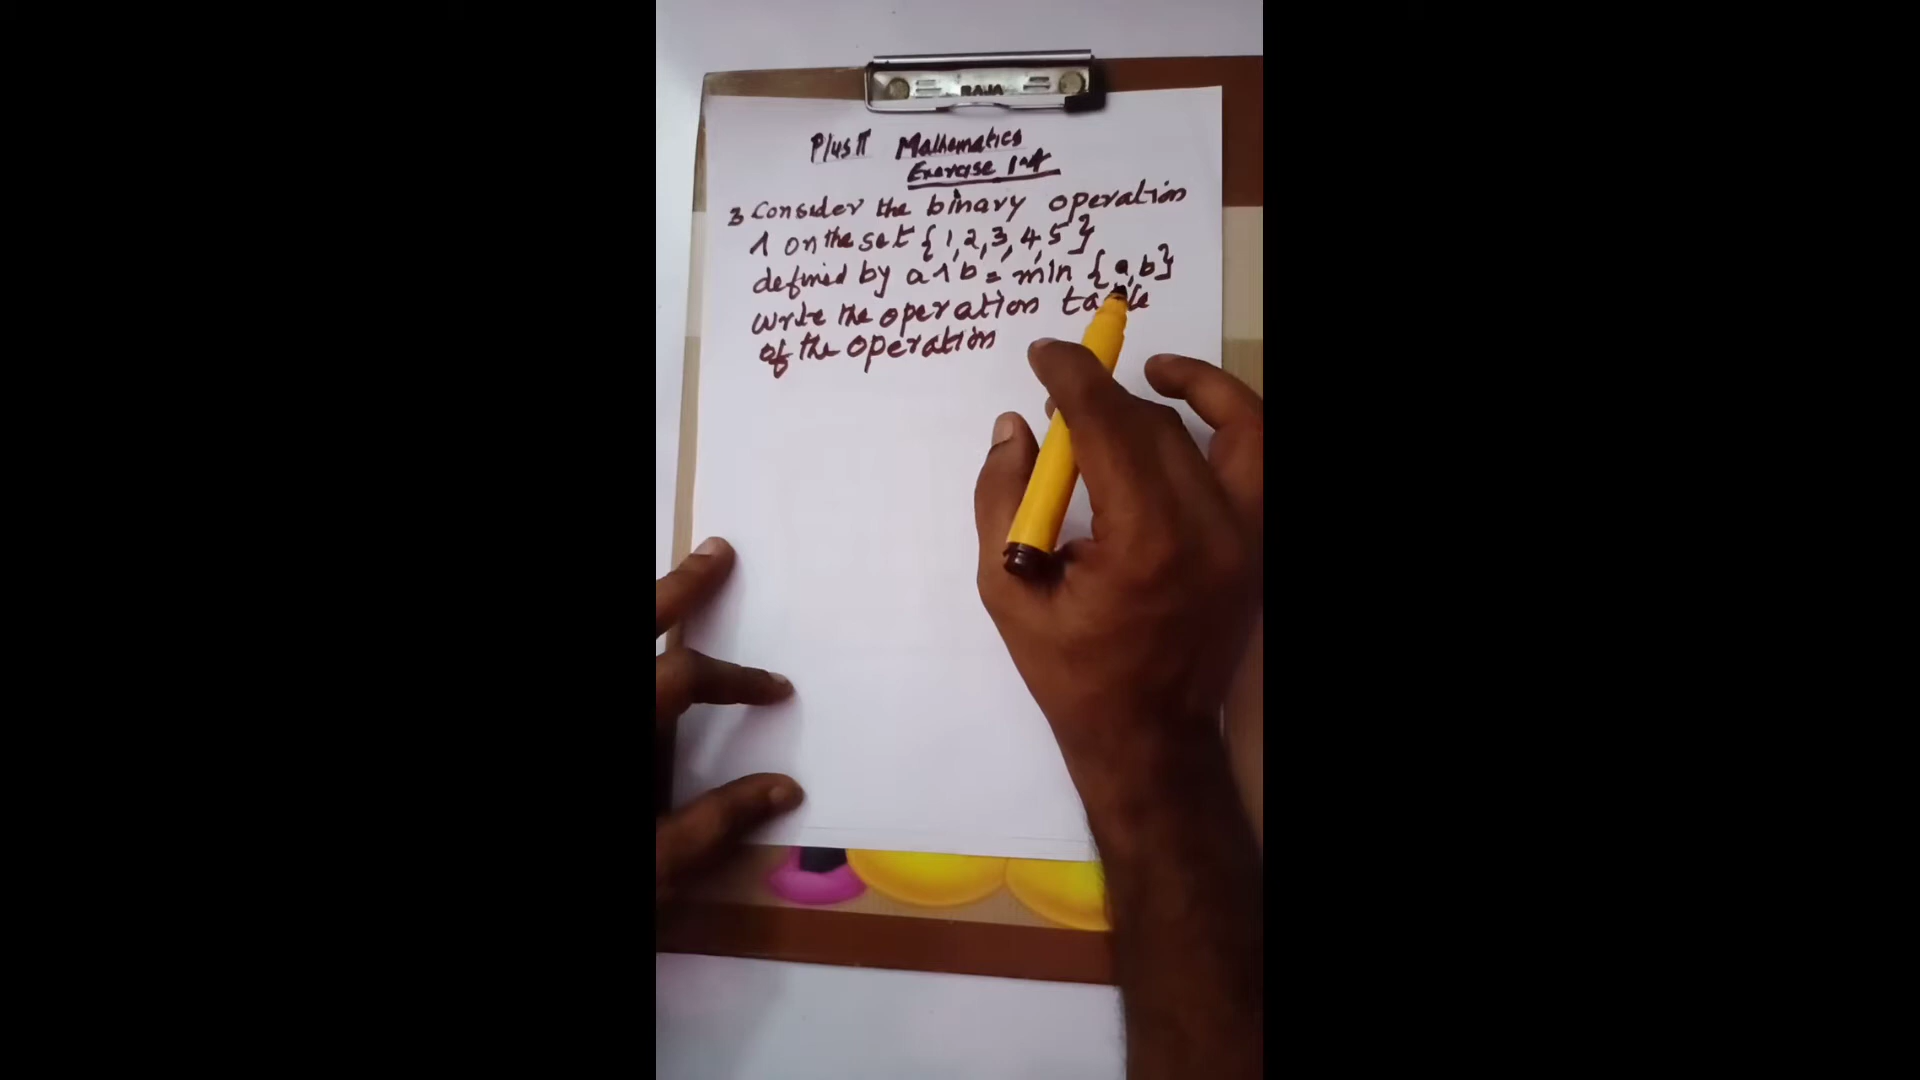 RAJA
Plus II Mathematics
Exercise 1.4
3 Consider the binary operation
∧ on the set {1,2,3,4,5}
defined by a∧b = min {a,b}
write the operation table
of the operation